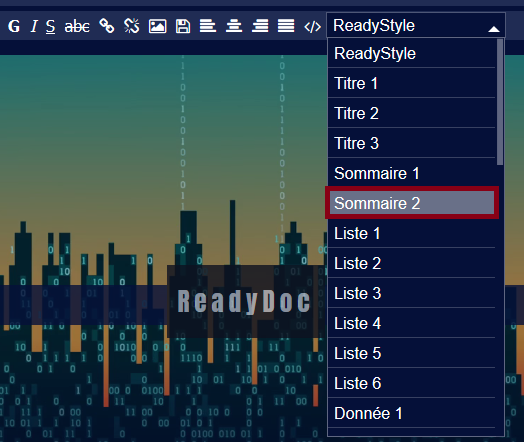 G I S abc </> ReadyStyle
ReadyStyle
Titre 1
Titre 2
Titre 3
Sommaire 1
Sommaire 2
Liste 1
Liste 2
Liste 3
Liste 4
Liste 5
Liste 6
Donnée 1
ReadyDoc